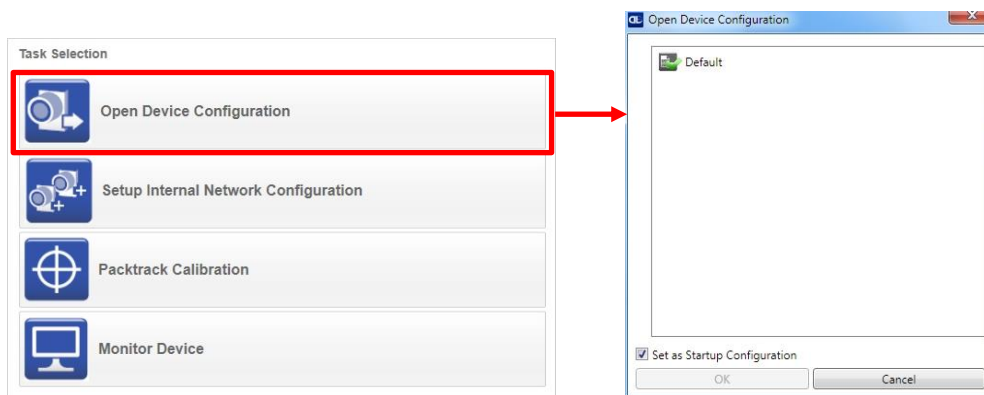 Task Selection
Open Device Configuration
Setup Internal Network Configuration
Packtrack Calibration
Monitor Device
DL Open Device Configuration
Default
Set as Startup Configuration
OK Cancel